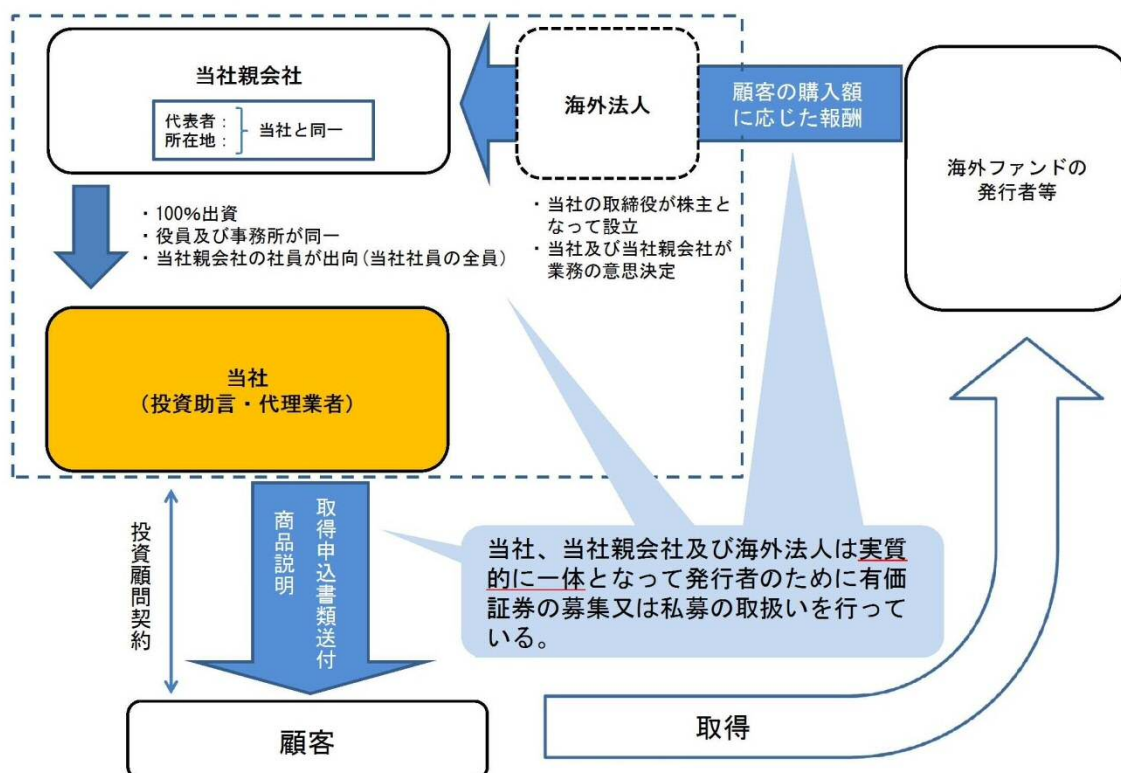 当社親会社
代表者：
所在地：
当社と同一
海外法人
顧客の購入額
に応じた報酬
海外ファンドの
発行者等
・100％出資
・役員及び事務所が同一
・当社親会社の社員が出向（当社社員の全員）
・当社の取締役が株主と
なって設立
・当社及び当社親会社が
業務の意思決定
当社
（投資助言・代理業者）
投資顧問契約
取得申込書類送付
商品説明
当社、当社親会社及び海外法人は実質
的に一体となって発行者のために有価
証券の募集又は私募の取扱いを行って
いる。
顧客
取得